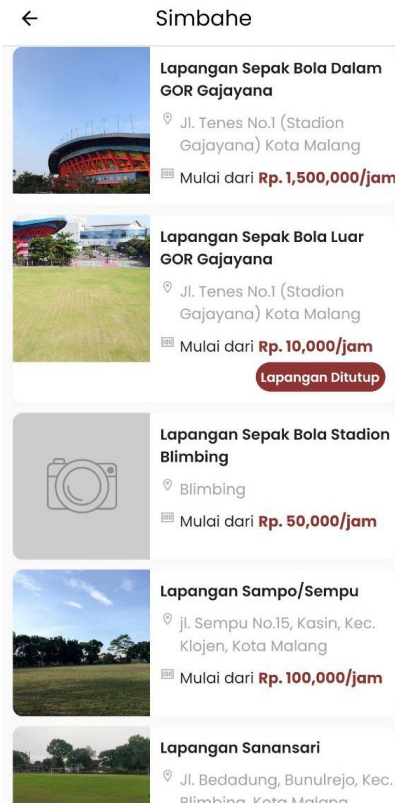 Simbahe
Lapangan Sepak Bola Dalam
GOR Gajayana
Jl. Tenes No.1 (Stadion
Gajayana) Kota Malang
Mulai dari Rp. 1,500,000/jam
Lapangan Sepak Bola Luar
GOR Gajayana
Jl. Tenes No.1 (Stadion
Gajayana) Kota Malang
Mulai dari Rp. 10,000/jam
Lapangan Ditutup
Lapangan Sepak Bola Stadion
Blimbing
Blimbing
Mulai dari Rp. 50,000/jam
Lapangan Sampo/Sempu
jl. Sempu No.15, Kasin, Kec.
Klojen, Kota Malang
Mulai dari Rp. 100,000/jam
Lapangan Sanansari
Jl. Bedadung, Bunulrejo, Kec.
Blimbing, Kota Malang